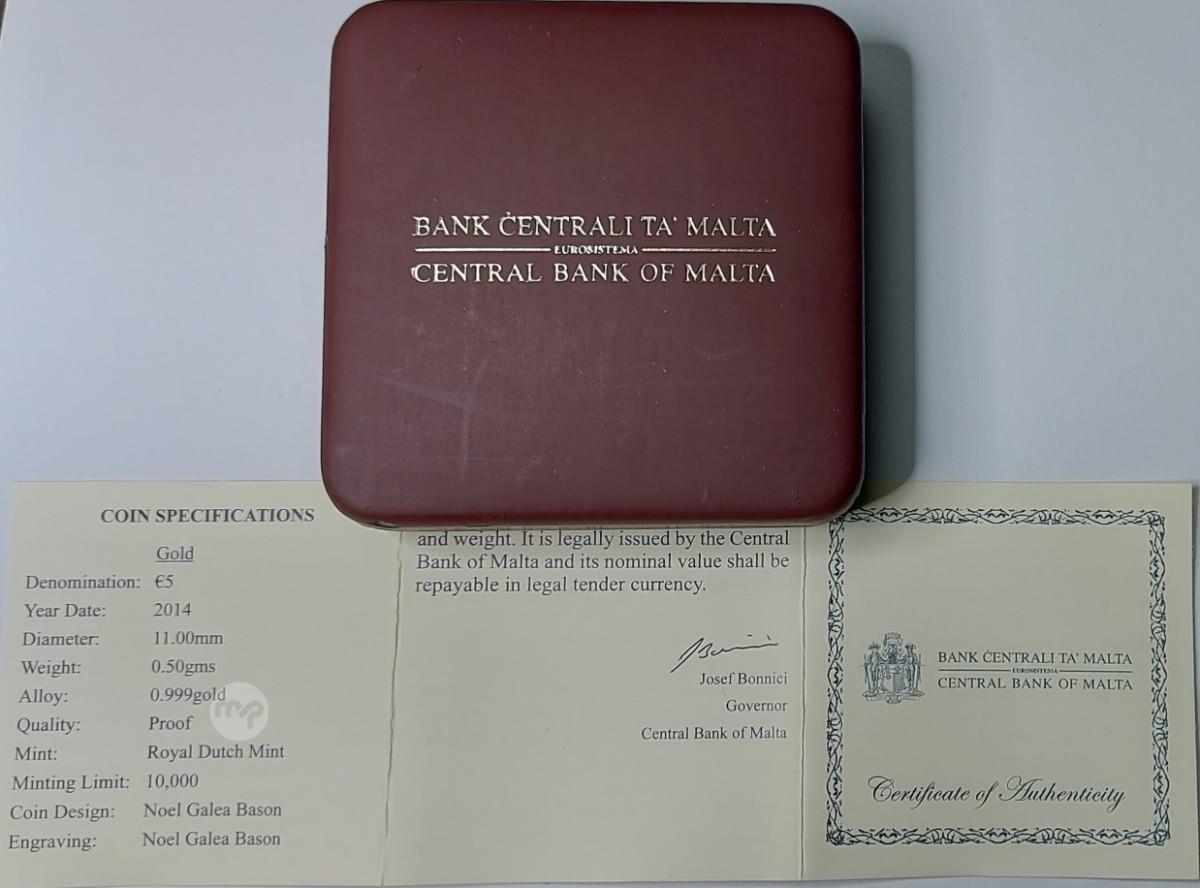 BANK ĊENTRALI TA' MALTA
EUROSISTEMA
CENTRAL BANK OF MALTA
COIN SPECIFICATIONS
Gold
Denomination: €5
Year Date: 2014
Diameter: 11.00mm
Weight: 0.50gms
Alloy: 0.999gold
Quality: Proof
Mint: Royal Dutch Mint
Minting Limit: 10,000
Coin Design: Noel Galea Bason
Engraving: Noel Galea Bason
mp
and weight. It is legally issued by the Central
Bank of Malta and its nominal value shall be
repayable in legal tender currency.
Josef Bonnici
Governor
Central Bank of Malta
BANK ĊENTRALI TA' MALTA
EUROSISTEMA
CENTRAL BANK OF MALTA
Certificate of Authenticity